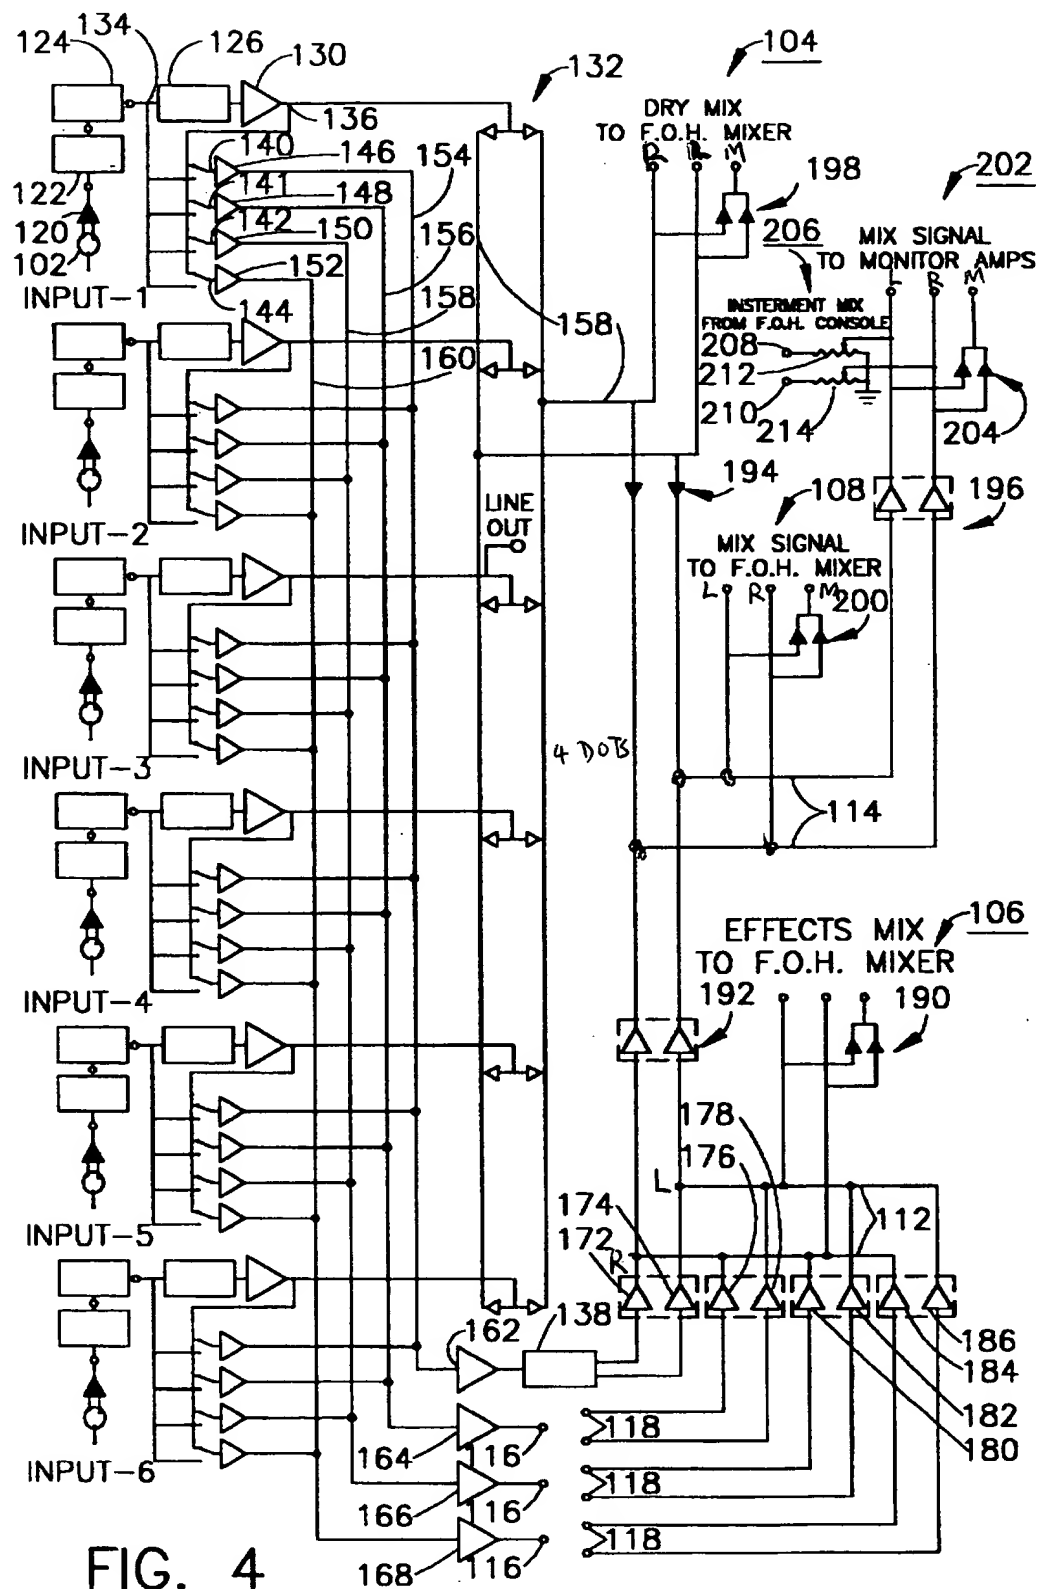 124
134
126
130
132
104
DRY MIX
TO F.O.H. MIXER
R
M
136
140
146
154
198
202
122
141
148
206
MIX SIGNAL
TO MONITOR AMPS
L R M
120
142
150
156
102
152
158
INSTERMENT MIX
FROM F.O.H. CONSOLE
INPUT-1
144
158
208
160
212
210
214
204
194
108
196
LINE
OUT
INPUT-2
MIX SIGNAL
TO F.O.H. MIXER
L R M
200
4 DOTS
INPUT-3
114
106
EFFECTS MIX
TO F.O.H. MIXER
INPUT-4
192
190
178
176
L
174
112
INPUT-5
172
R
162
138
186
184
118
182
164
116
180
INPUT-6
118
166
116
118
168
116
FIG. 4